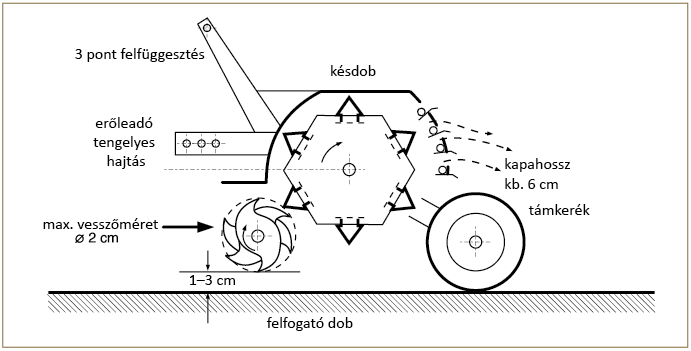 3 pont felfüggesztés
késdob
erőleadó
tengelyes
hajtás
kapahossz
kb. 6 cm
támkerék
max. vesszőméret
ø 2 cm
1–3 cm
felfogató dob